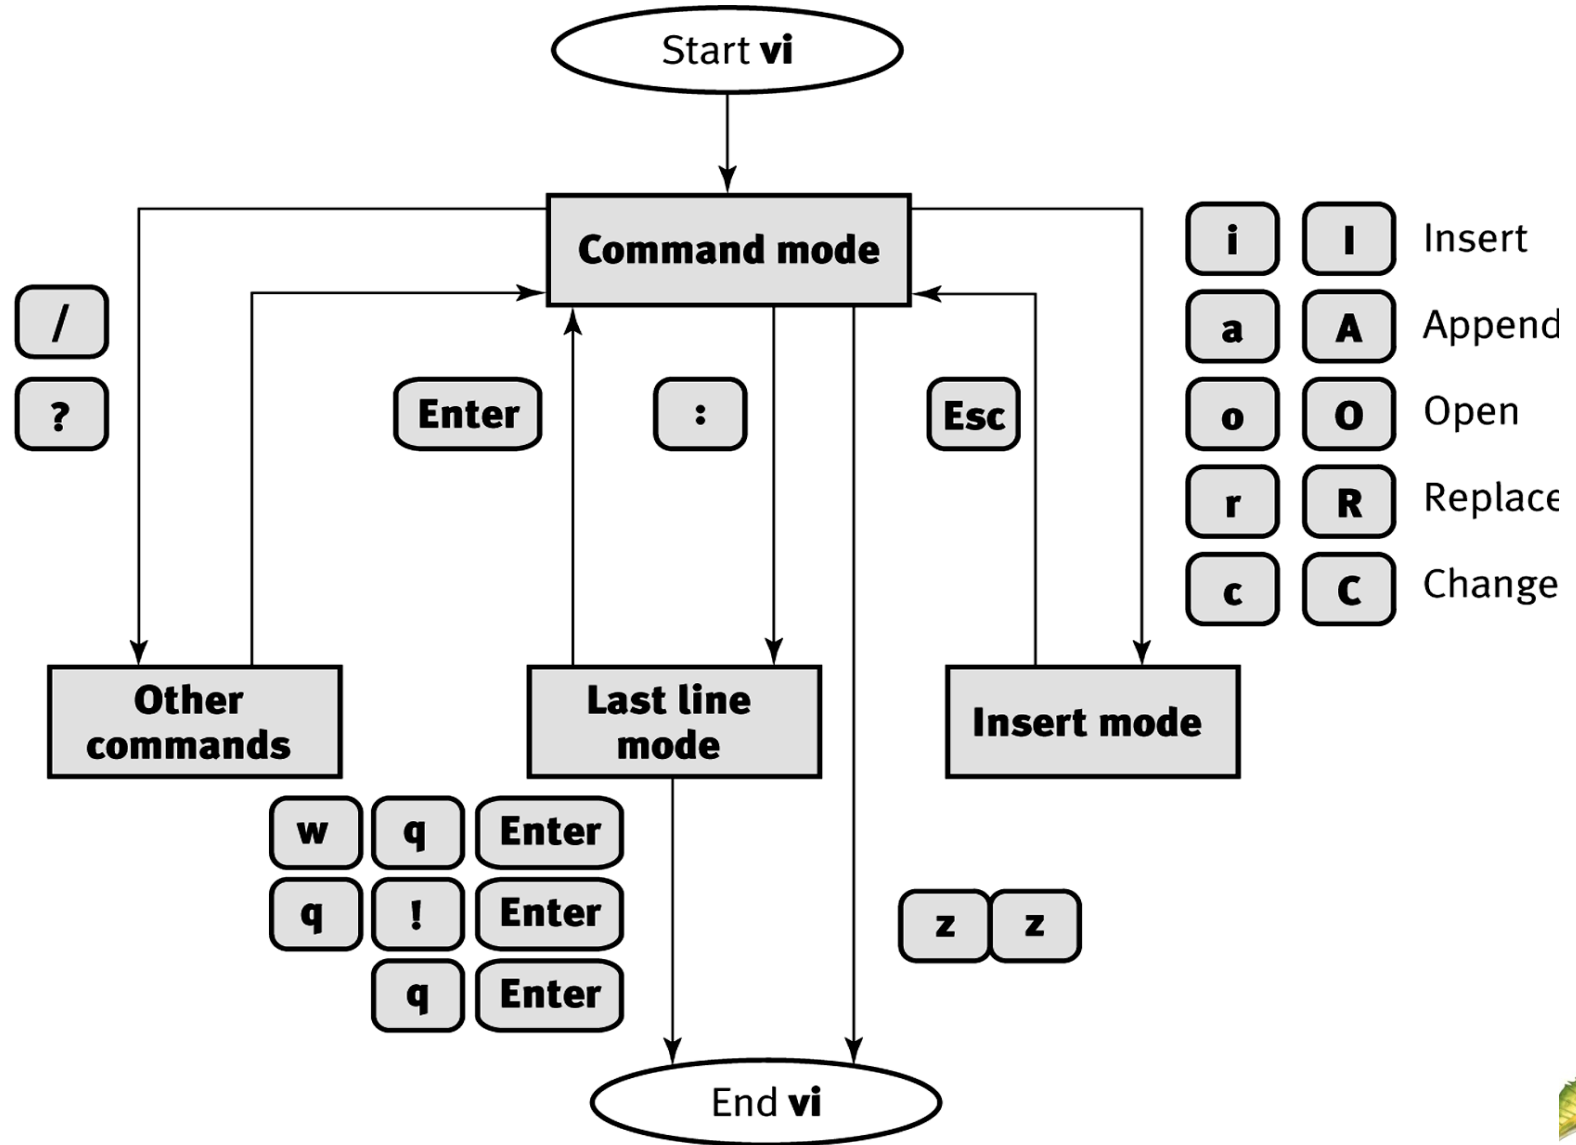 Start vi
Command mode
i I Insert
a A Append
o O Open
r R Replace
c C Change
/
?
Enter
:
Esc
Other
commands
Last line
mode
Insert mode
w q Enter
q ! Enter
q Enter
z z
End vi